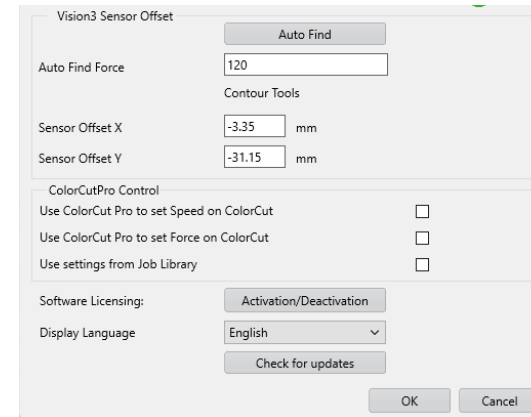 Vision3 Sensor Offset
Auto Find
Auto Find Force 120
Contour Tools
Sensor Offset X -3.35 mm
Sensor Offset Y -31.15 mm
ColorCutPro Control
Use ColorCut Pro to set Speed on ColorCut
Use ColorCut Pro to set Force on ColorCut
Use settings from Job Library
Software Licensing: Activation/Deactivation
Display Language English
Check for updates
OK Cancel